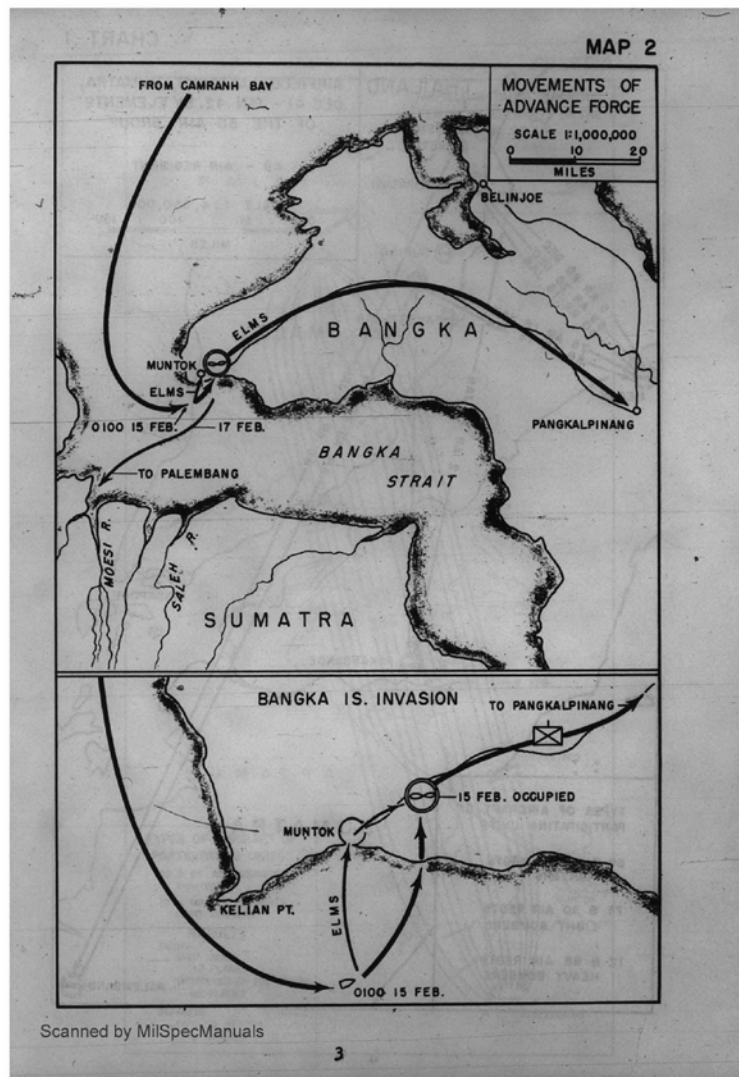 MAP 2
FROM CAMRANH BAY
MOVEMENTS OF
ADVANCE FORCE
SCALE 1:1,000,000
0 10 20
MILES
BELINJOE
ELMS
BANGKA
MUNTOK
ELMS
0100 15 FEB.
17 FEB.
PANGKALPINANG
BANGKA
STRAIT
TO PALEMBANG
MOESI R.
SALEH R.
SUMATRA
BANGKA IS. INVASION
TO PANGKALPINANG
15 FEB. OCCUPIED
MUNTOK
KELIAN PT.
ELMS
0100 15 FEB.
Scanned by MilSpecManuals
3